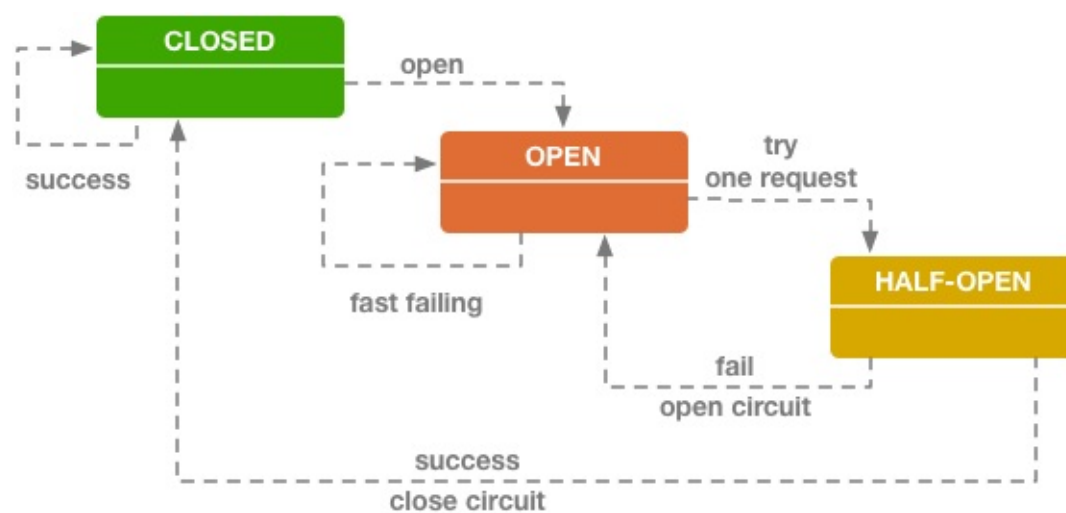 CLOSED
open
success
OPEN
try
one request
fast failing
HALF-OPEN
fail
open circuit
success
close circuit